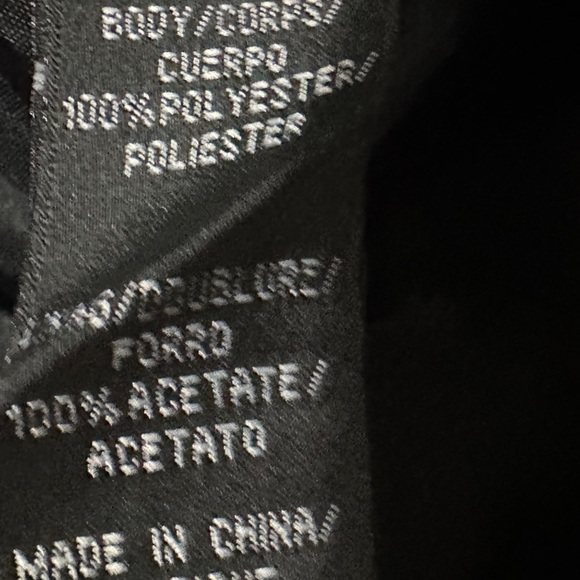 BODY/CORPS/
CUERPO
100% POLYESTER/
POLIESTER
DOUBLURE/
FORRO
100% ACETATE/
ACETATO
MADE IN CHINA/